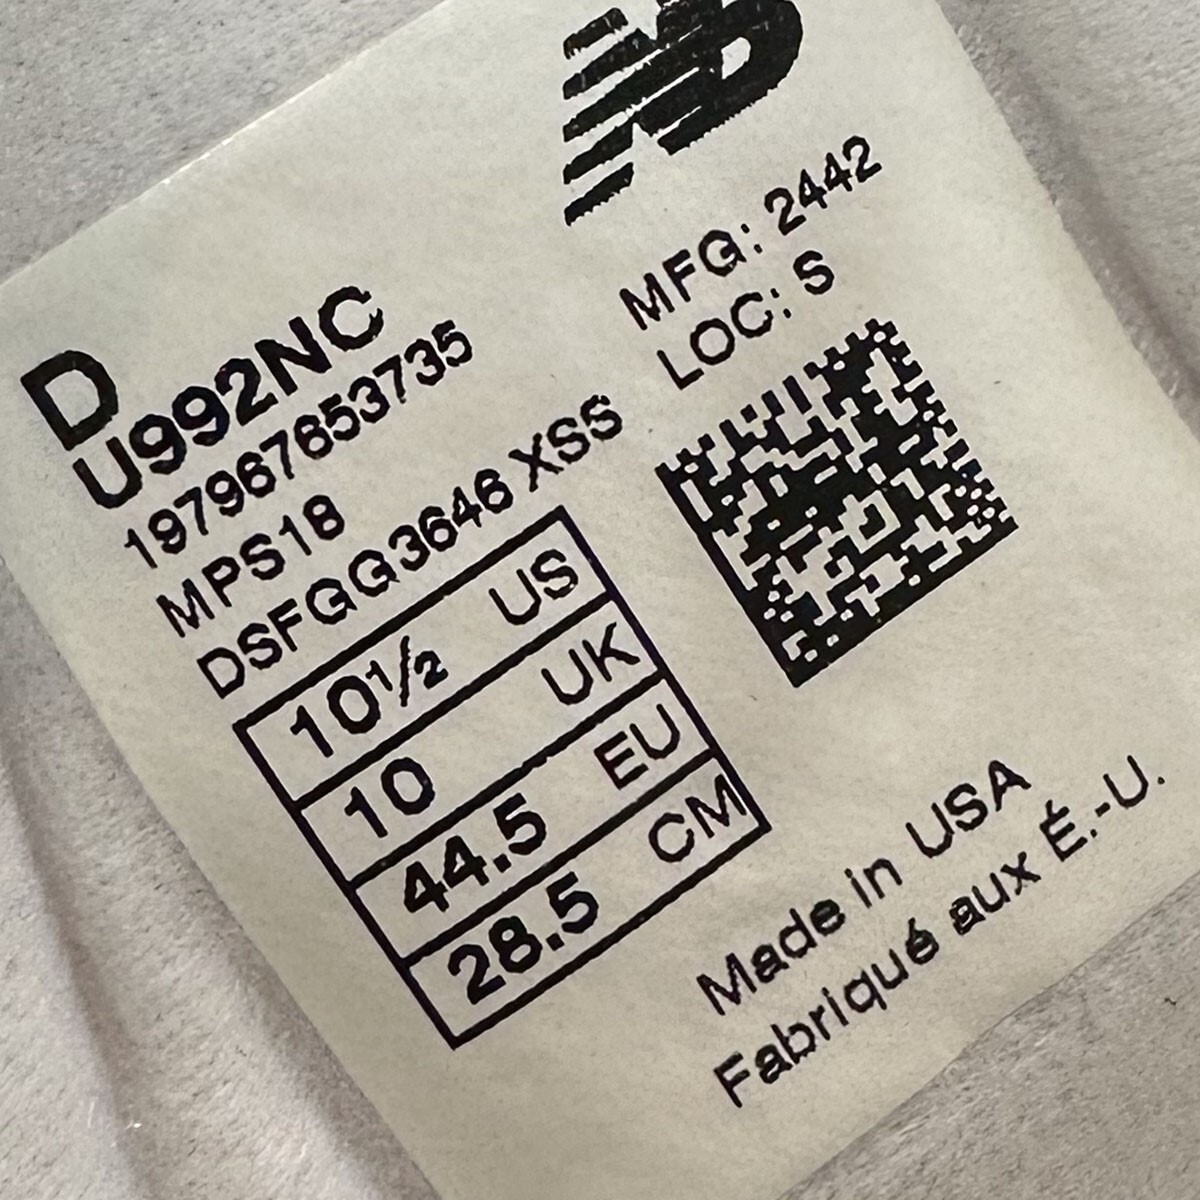 MFG: 2442
LOC: S
D
U992NC
197967653735
MPS18
DSFGG3646 XSS
10½ US
10 UK
44.5 EU
28.5 CM
Made in USA
Fabriqué aux É.-U.